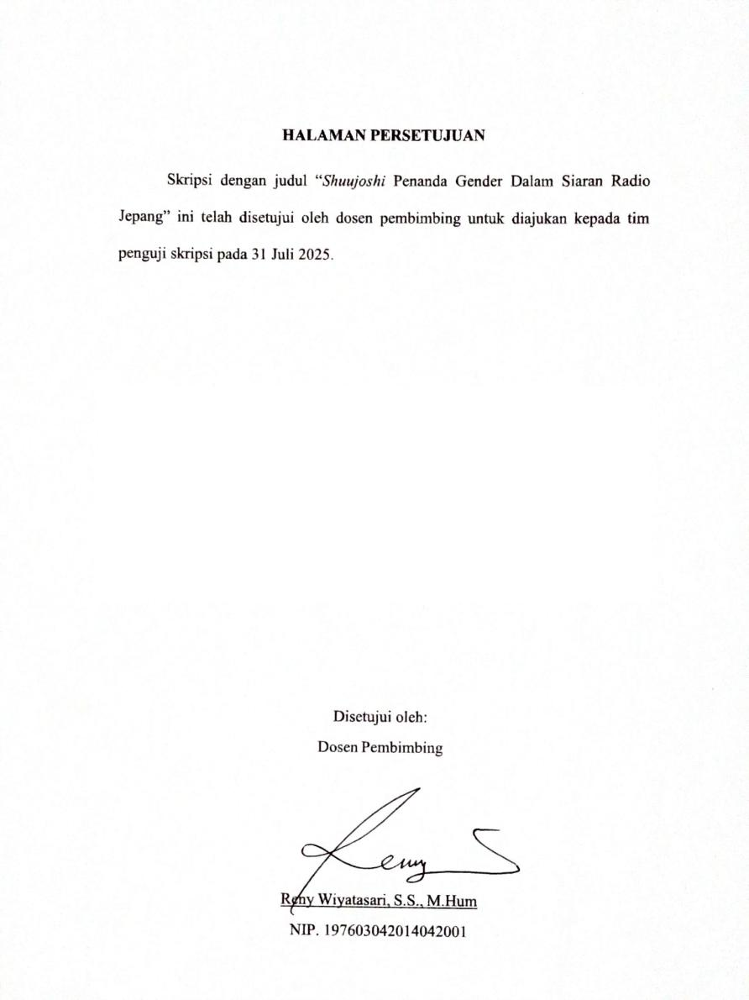 HALAMAN PERSETUJUAN
Skripsi dengan judul “Shuujoshi Penanda Gender Dalam Siaran Radio
Jepang” ini telah disetujui oleh dosen pembimbing untuk diajukan kepada tim
penguji skripsi pada 31 Juli 2025.
Disetujui oleh:
Dosen Pembimbing
Reny
Reny Wiyatasari, S.S., M.Hum
NIP. 197603042014042001